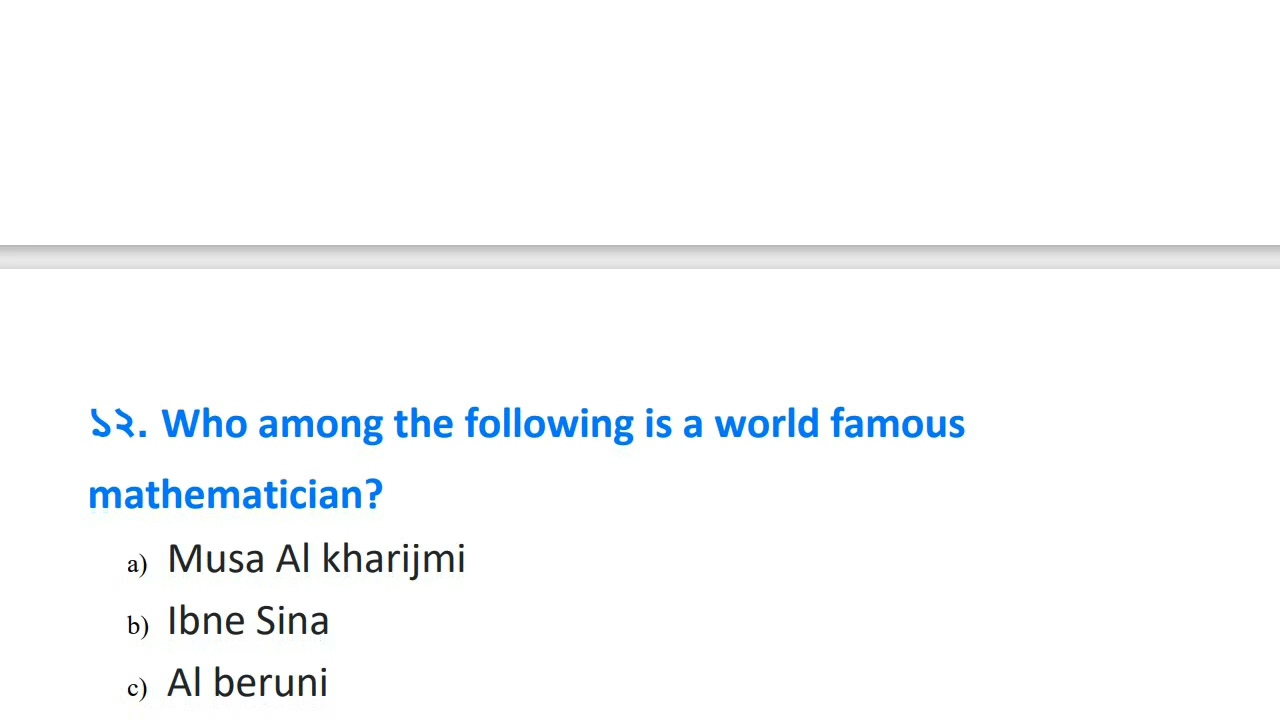 ১২. Who among the following is a world famous
mathematician?
a) Musa Al kharijmi
b) Ibne Sina
c) Al beruni